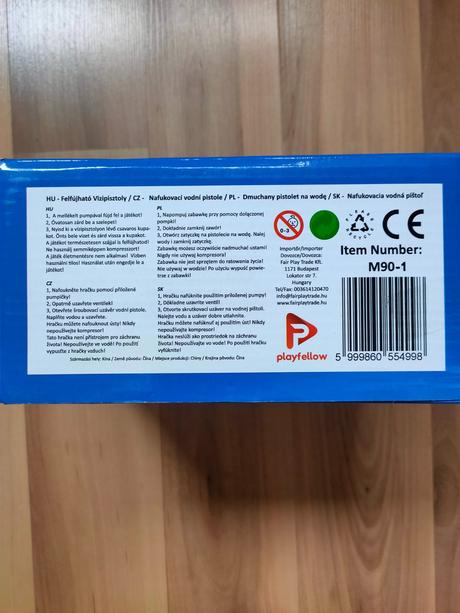 HU - Felfújható Vízipisztoly / CZ - Nafukovací vodní pistole / PL - Dmuchany pistolet na wodę / SK - Nafukovacia vodná pištoľ
HU
1, A mellékelt pumpával fújd fel a játékot!
2, Óvatosan zárd be a szelepet!
3, Nyisd ki a vízipisztolyon lévő csavaros kupakot. Önts bele vizet és zárd vissza a kupakot.
A játékot természetesen szájjal is felfújhatod!
Ne használj semmiképpen kompresszort!
A játék életmentésre nem alkalmas! Vízben használni tilos! Használat után engedje le a játékot!
CZ
1, Nafoukněte hračku pomocí přiložené pumpičky!
2, Opatrně uzavřete ventilek!
3, Otevřete šroubovací uzávěr vodní pistole.
Naplňte vodou a uzavřete.
Hračku můžete nafouknout ústy! Nikdy nepoužívejte kompresor!
Tato hračka není přístrojem pro záchranu života! Nepoužívejte ve vodě! Po použití vypusťte z hračky vzduch!
PL
1, Napompuj zabawkę przy pomocy dołączonej pompki!
2, Dokładnie zamknij zawór!
3, Otwórz zatyczkę na pistolecie na wodę. Nalej wody i zamknij zatyczkę.
Zabawkę możesz oczywiście nadmuchać ustami!
Nigdy nie używaj kompresora!
Zabawka nie jest sprzętem do ratowania życia!
Nie używaj w wodzie! Po użyciu wypuść powietrze z zabawki!
SK
1, Hračku nafúknite použitím priloženej pumpy!
2, Dôkladne uzavrite ventil!
3, Otvorte skrutkovací uzáver na vodnej pištoli.
Nalejte vodu a uzáver dobre utiahnite.
Hračku môžete nafúknuť aj ústami! Nikdy nepoužívajte kompresor!
Hračka neslúži ako prostriedok na záchranu života! Nepoužívajte vo vode! Po použití hračku vyfúknite!
Származási hely: Kína / Země původu: Čína / Miejsce produkcji: Chiny / Krajina pôvodu: Čína
0-3
PLEASE RECYCLE
CE
Importőr/Importer
Dovozce/Dovozca:
Fair Play Trade Kft.
1171 Budapest
Lokátor sír 7.
Hungary
Tel/Fax: 003614120470
info@fairplaytrade.hu
www.fairplaytrade.hu
Item Number:
M90-1
playfellow
5 999860 554998